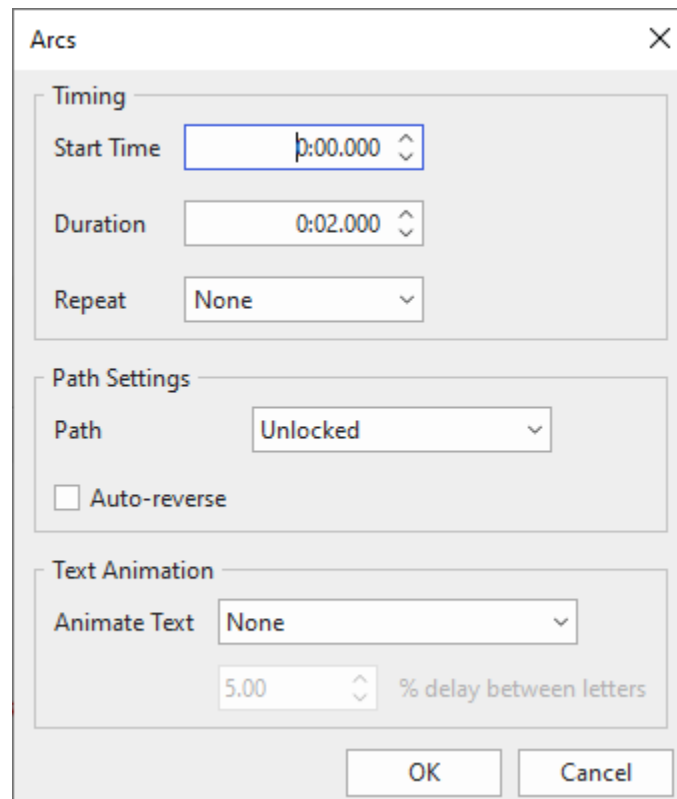 Arcs
Timing
Start Time 0:00.000
Duration 0:02.000
Repeat None
Path Settings
Path Unlocked
Auto-reverse
Text Animation
Animate Text None
5.00 % delay between letters
OK Cancel